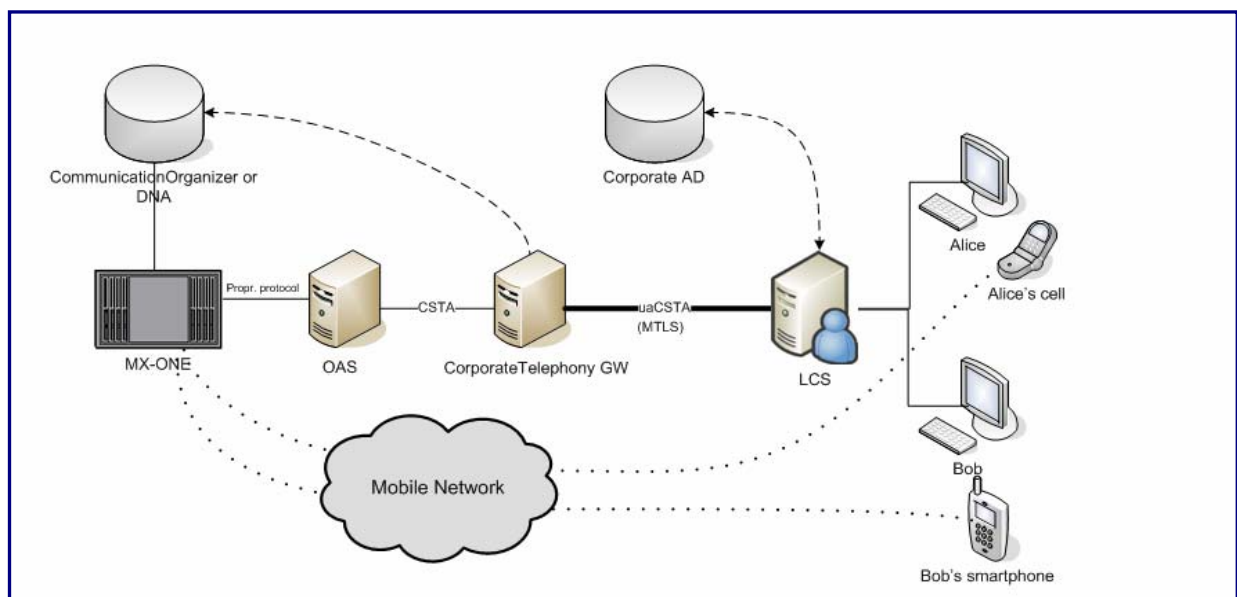 CommunicationOrganizer or
DNA
Corporate AD
Propr. protocal
CSTA
uaCSTA
(MTLS)
MX-ONE
OAS
CorporateTelephony GW
LCS
Alice
Alice's cell
Mobile Network
Bob
Bob's smartphone